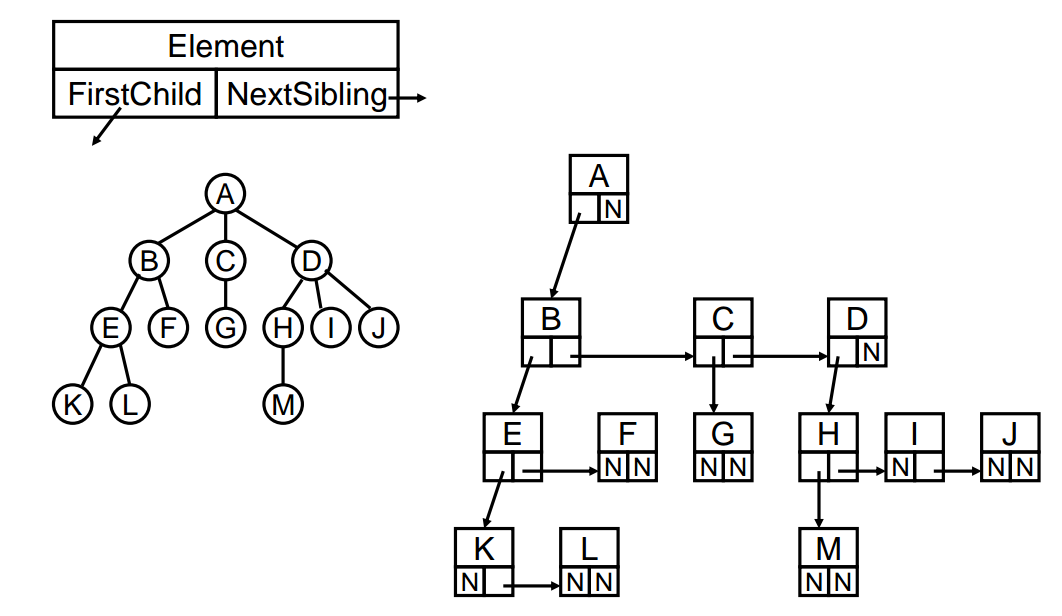 Element
FirstChild NextSibling
A
B C D
E F G H I J
K L M
A
N
B C D
N
E F G H I J
N N N N N N N
K L M
N N N N N